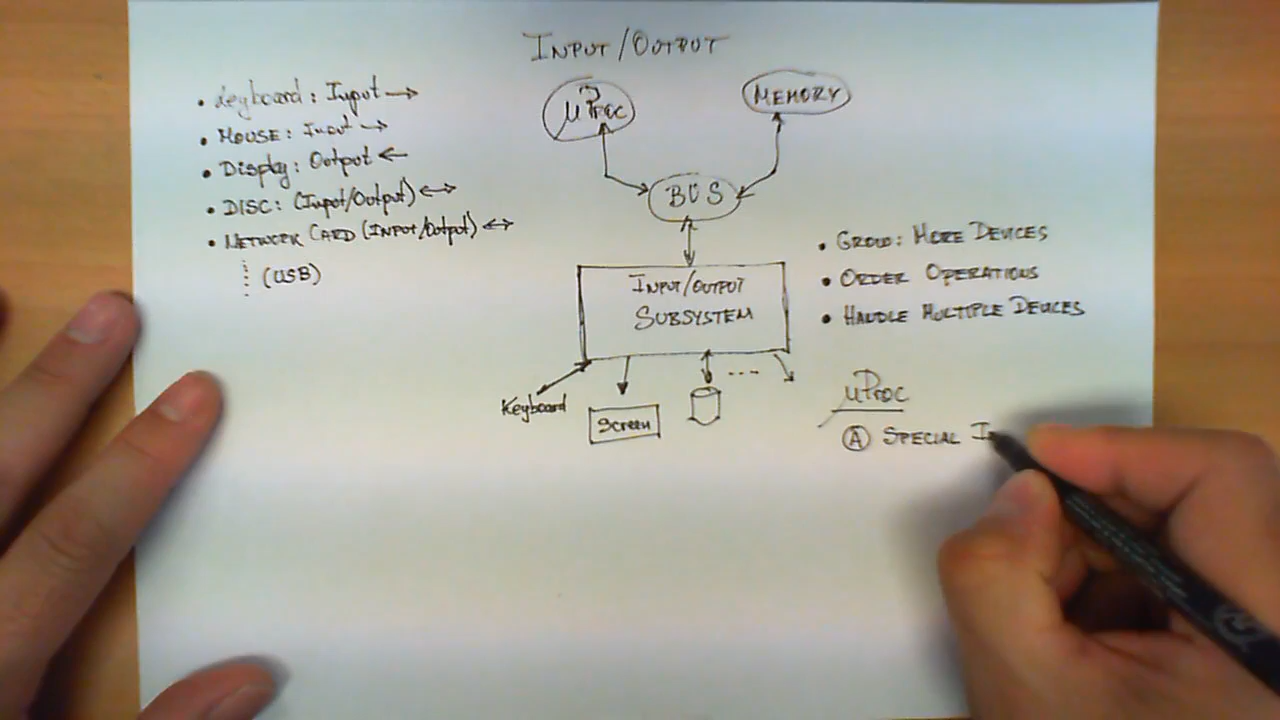 INPUT/OUTPUT
• Keyboard: Input →
• MOUSE: Input →
• Display: Output ←
• DISC: (Input/Output) ↔
• NETWORK CARD (INPUT/Output) ↔
(USB)
μProc
MEMORY
BUS
INPUT/OUTPUT
SUBSYSTEM
Keyboard
Screen
...
• GROW: MORE DEVICES
• ORDER OPERATIONS
• HANDLE MULTIPLE DEVICES
μProc
Ⓐ SPECIAL I